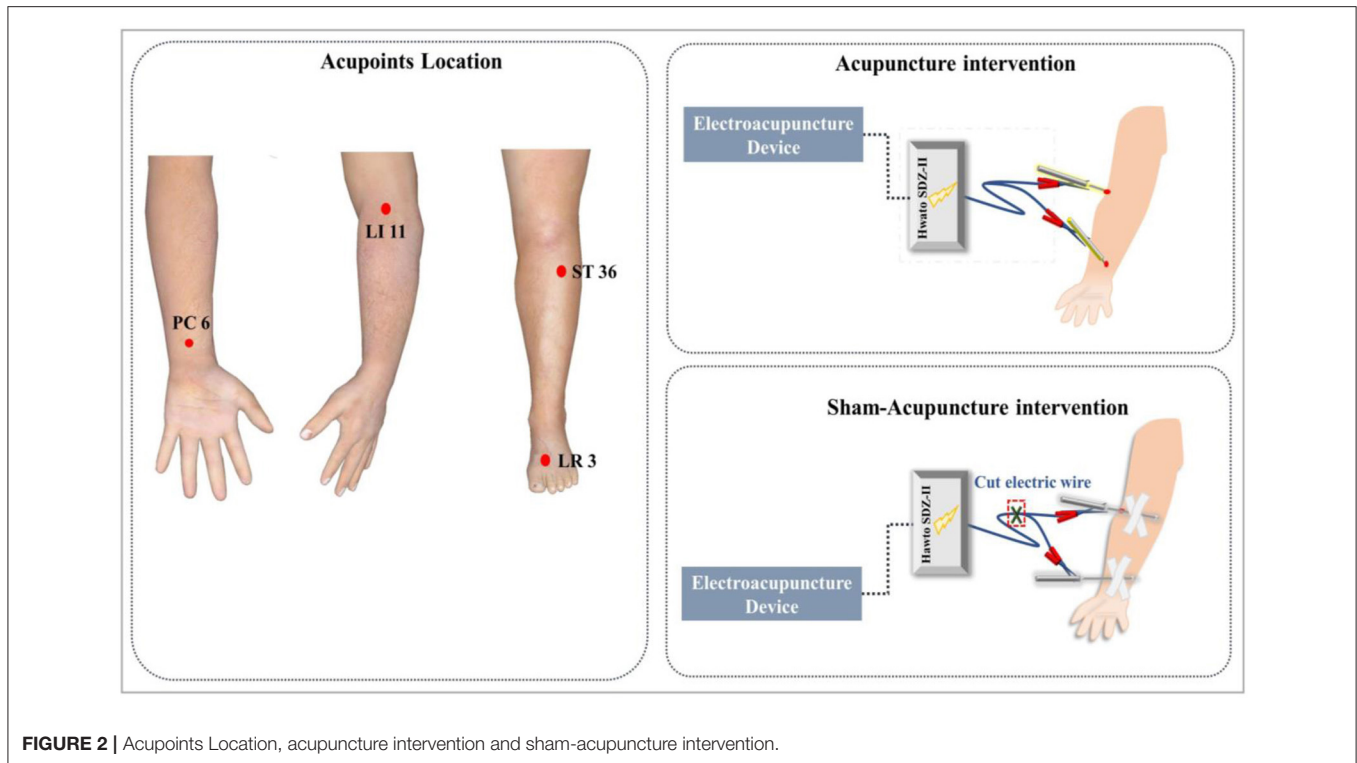 Acupoints Location
PC 6
LI 11
ST 36
LR 3
Acupuncture intervention
Electroacupuncture
Device
Hwato SDZ-II
Sham-Acupuncture intervention
Cut electric wire
Hawto SDZ-II
Electroacupuncture
Device
FIGURE 2 | Acupoints Location, acupuncture intervention and sham-acupuncture intervention.